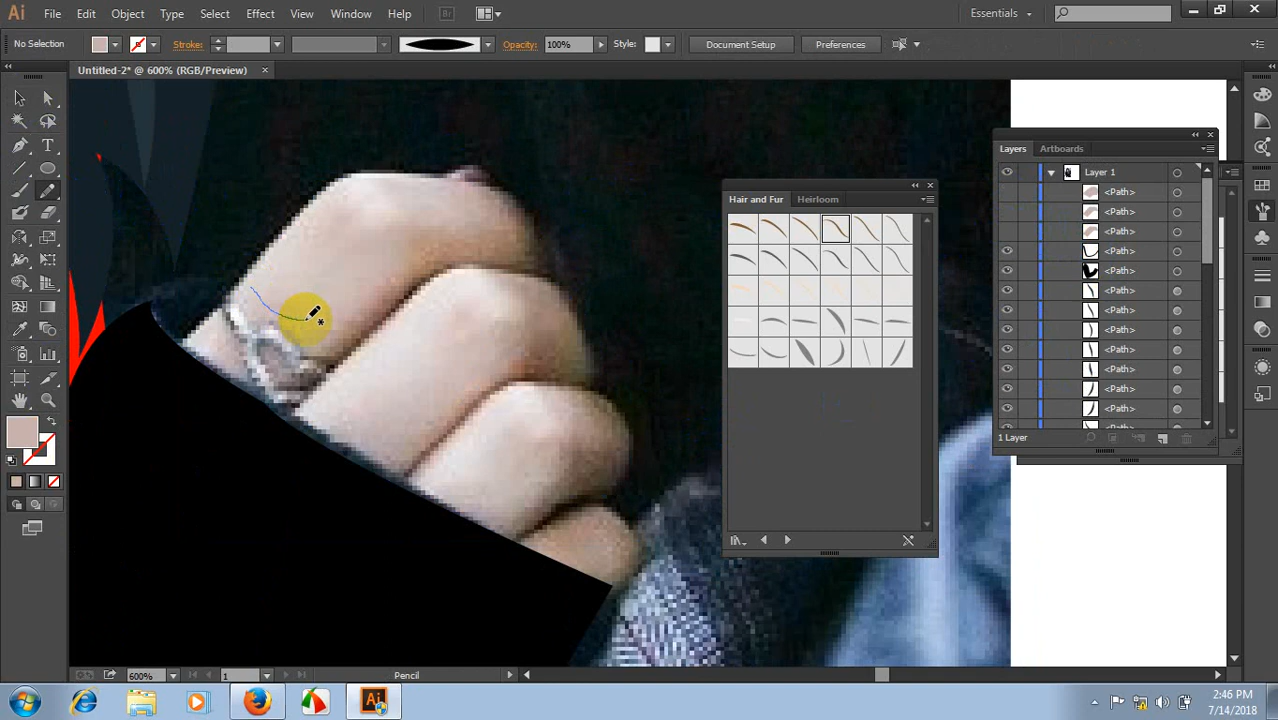 Ai File Edit Object Type Select Effect View Window Help Br Essentials
No Selection Stroke: Opacity: 100% Style: Document Setup Preferences
Untitled-2* @ 600% (RGB/Preview)
Layers Artboards
Layer 1
<Path>
<Path>
<Path>
<Path>
<Path>
<Path>
<Path>
<Path>
<Path>
<Path>
<Path>
<Path>
1 Layer
Hair and Fur Heirloom
600% 1 Pencil
Ai
2:46 PM
7/14/2018